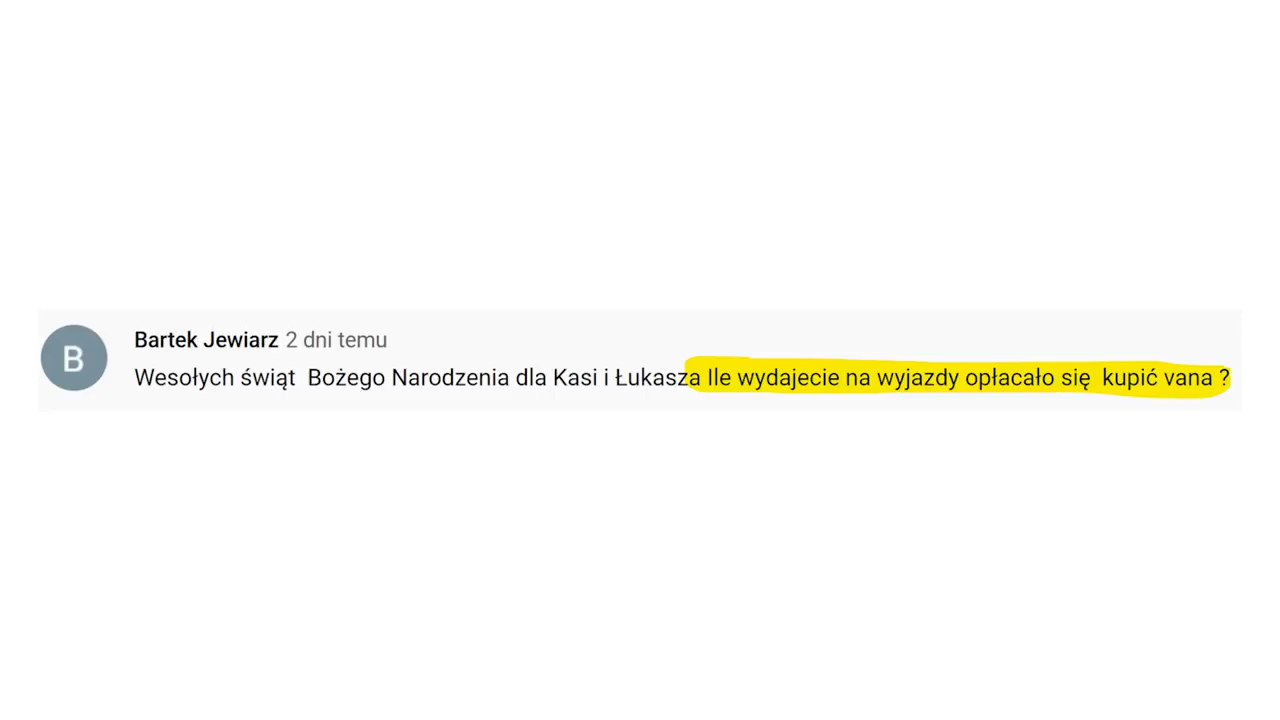 B
Bartek Jewiarz 2 dni temu
Wesołych świąt  Bożego Narodzenia dla Kasi i Łukasza Ile wydajecie na wyjazdy opłacało się  kupić vana ?